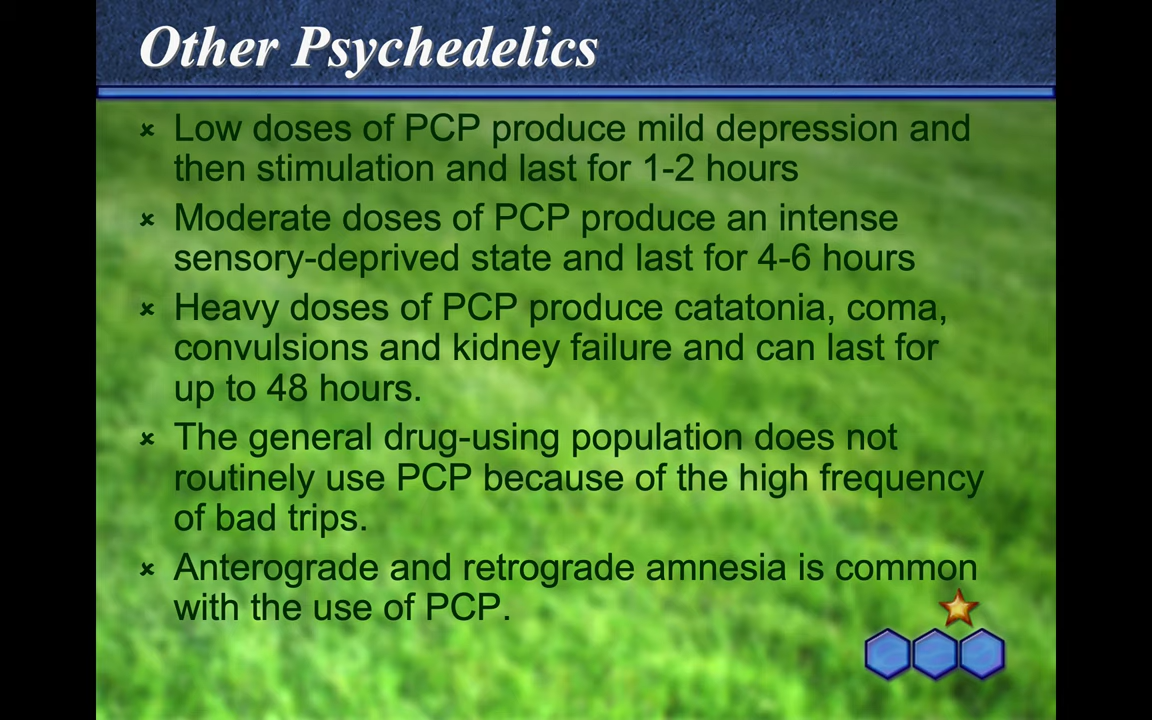 Other Psychedelics
Low doses of PCP produce mild depression and
then stimulation and last for 1-2 hours
Moderate doses of PCP produce an intense
sensory-deprived state and last for 4-6 hours
Heavy doses of PCP produce catatonia, coma,
convulsions and kidney failure and can last for
up to 48 hours.
The general drug-using population does not
routinely use PCP because of the high frequency
of bad trips.
Anterograde and retrograde amnesia is common
with the use of PCP.